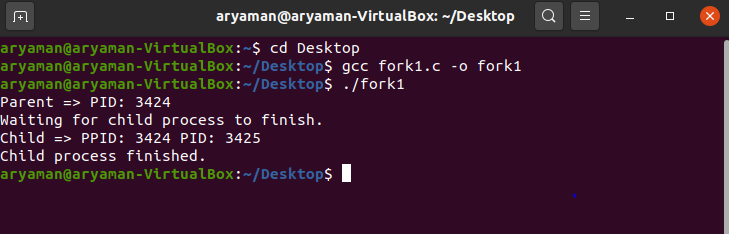 aryaman@aryaman-VirtualBox: ~/Desktop
aryaman@aryaman-VirtualBox:~$ cd Desktop
aryaman@aryaman-VirtualBox:~/Desktop$ gcc fork1.c -o fork1
aryaman@aryaman-VirtualBox:~/Desktop$ ./fork1
Parent => PID: 3424
Waiting for child process to finish.
Child => PPID: 3424 PID: 3425
Child process finished.
aryaman@aryaman-VirtualBox:~/Desktop$